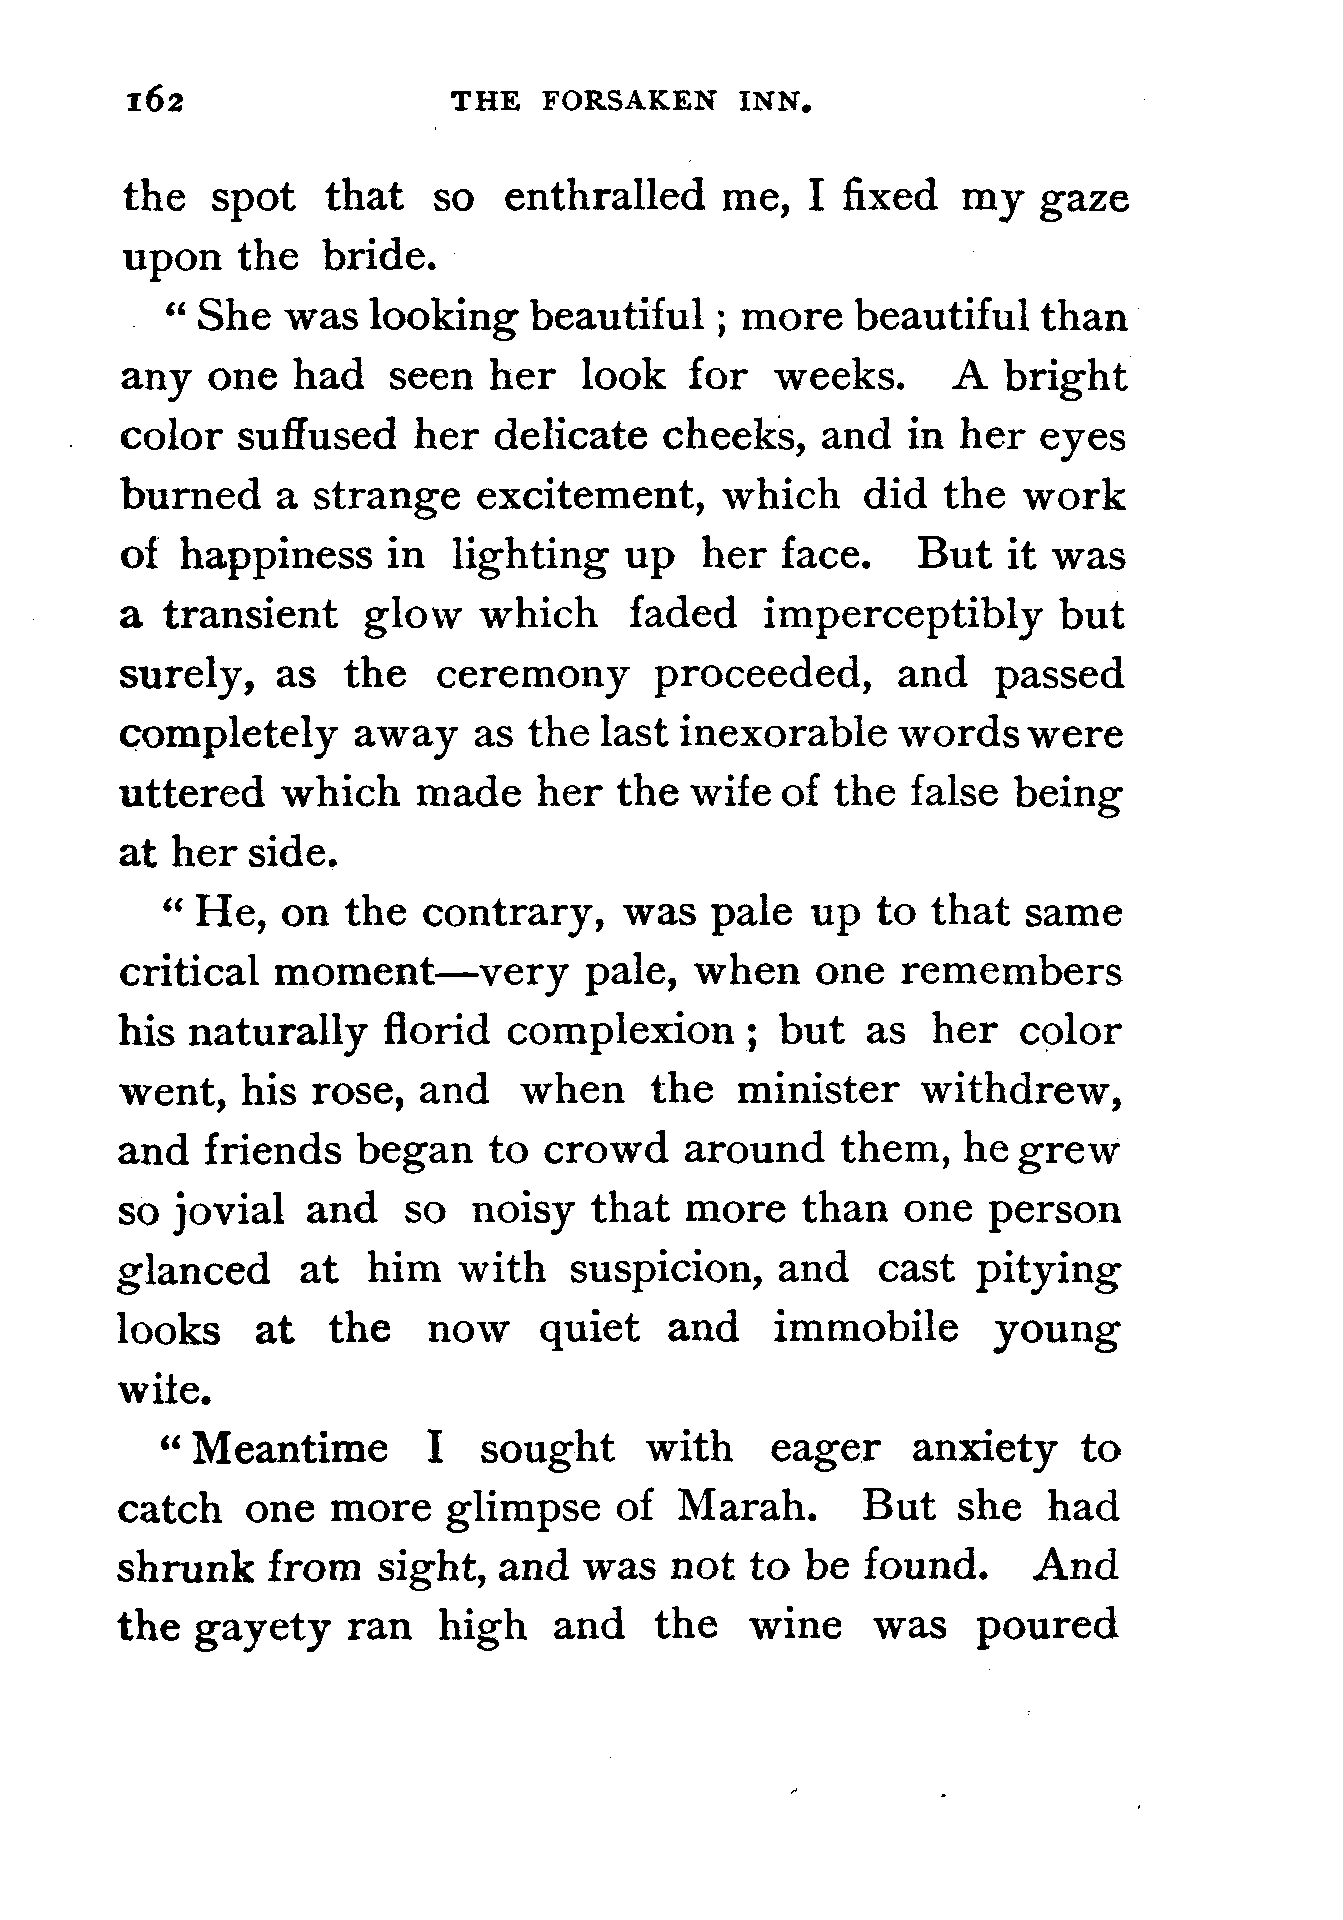 162 THE FORSAKEN INN.
the spot that so enthralled me, I fixed my gaze
upon the bride.
“ She was looking beautiful ; more beautiful than
any one had seen her look for weeks. A bright
color suffused her delicate cheeks, and in her eyes
burned a strange excitement, which did the work
of happiness in lighting up her face. But it was
a transient glow which faded imperceptibly but
surely, as the ceremony proceeded, and passed
completely away as the last inexorable words were
uttered which made her the wife of the false being
at her side.
“ He, on the contrary, was pale up to that same
critical moment—very pale, when one remembers
his naturally florid complexion ; but as her color
went, his rose, and when the minister withdrew,
and friends began to crowd around them, he grew
so jovial and so noisy that more than one person
glanced at him with suspicion, and cast pitying
looks at the now quiet and immobile young
wife.
“ Meantime I sought with eager anxiety to
catch one more glimpse of Marah. But she had
shrunk from sight, and was not to be found. And
the gayety ran high and the wine was poured